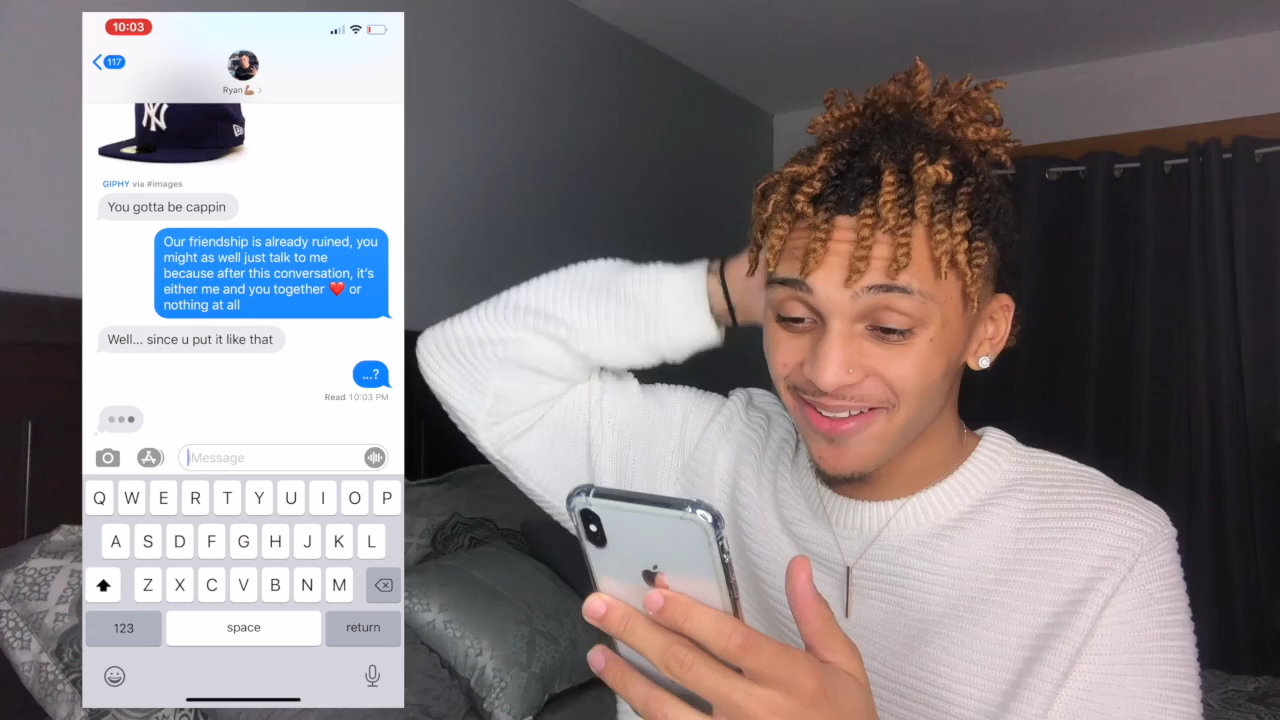 10:03
117
Ryan💪🏽 >
NY
GIPHY via #images
You gotta be cappin
Our friendship is already ruined, you
might as well just talk to me
because after this conversation, it's
either me and you together ❤️ or
nothing at all
Well... since u put it like that
...?
Read 10:03 PM
iMessage
Q W E R T Y U I O P
A S D F G H J K L
Z X C V B N M
123 space return